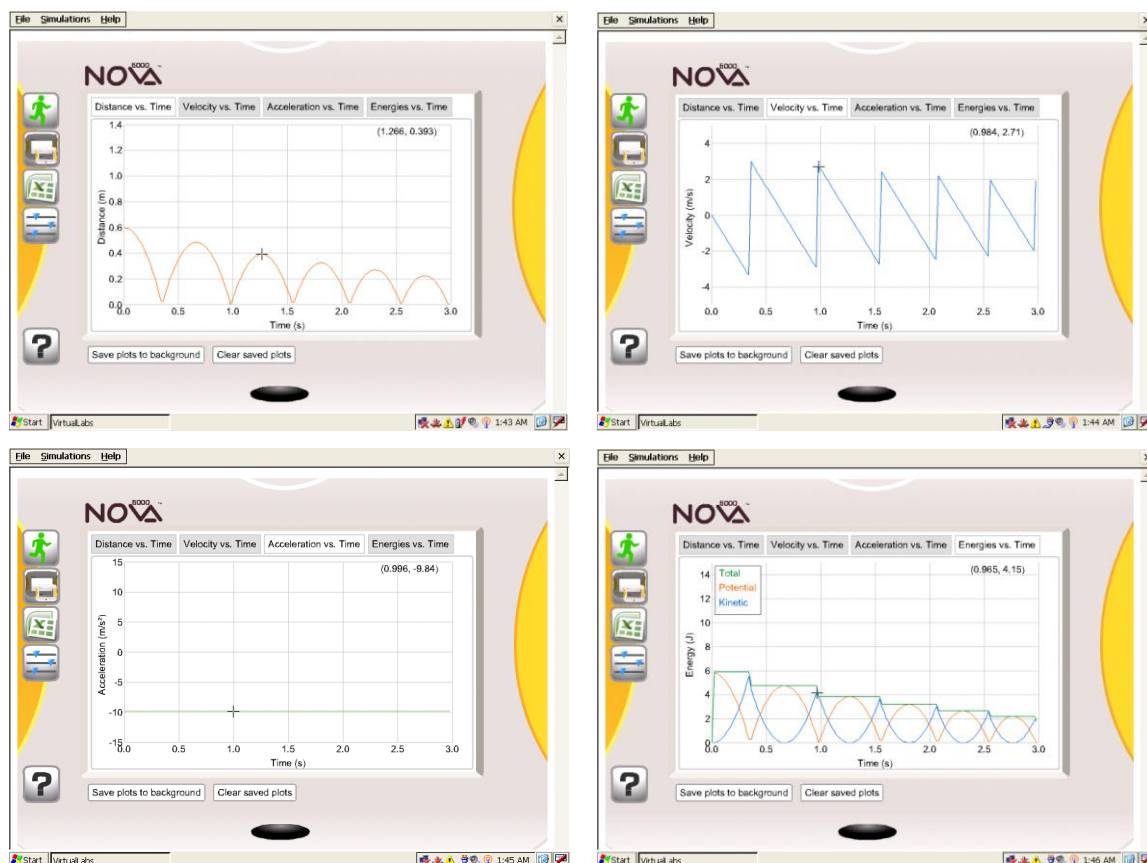 File Simulations Help ×
NOVA 5000 ™
Distance vs. Time Velocity vs. Time Acceleration vs. Time Energies vs. Time
(1.266, 0.393)
1.4
1.2
1.0
0.8
0.6
0.4
0.2
0.0
Distance (m)
0.0 0.5 1.0 1.5 2.0 2.5 3.0
Time (s)
?
Save plots to background Clear saved plots
Start VirtualLabs 1:43 AM
File Simulations Help ×
NOVA 5000 ™
Distance vs. Time Velocity vs. Time Acceleration vs. Time Energies vs. Time
(0.984, 2.71)
4
2
0
-2
-4
Velocity (m/s)
0.0 0.5 1.0 1.5 2.0 2.5 3.0
Time (s)
?
Save plots to background Clear saved plots
Start VirtualLabs 1:44 AM
File Simulations Help ×
NOVA 5000 ™
Distance vs. Time Velocity vs. Time Acceleration vs. Time Energies vs. Time
(0.996, -9.84)
15
10
5
0
-5
-10
-15
Acceleration (m/s²)
0.0 0.5 1.0 1.5 2.0 2.5 3.0
Time (s)
?
Save plots to background Clear saved plots
Start VirtualLabs 1:45 AM
File Simulations Help ×
NOVA 5000 ™
Distance vs. Time Velocity vs. Time Acceleration vs. Time Energies vs. Time
(0.965, 4.15)
Total
Potential
Kinetic
14
12
10
8
6
4
2
0
Energy (J)
0.0 0.5 1.0 1.5 2.0 2.5 3.0
Time (s)
?
Save plots to background Clear saved plots
Start VirtualLabs 1:46 AM